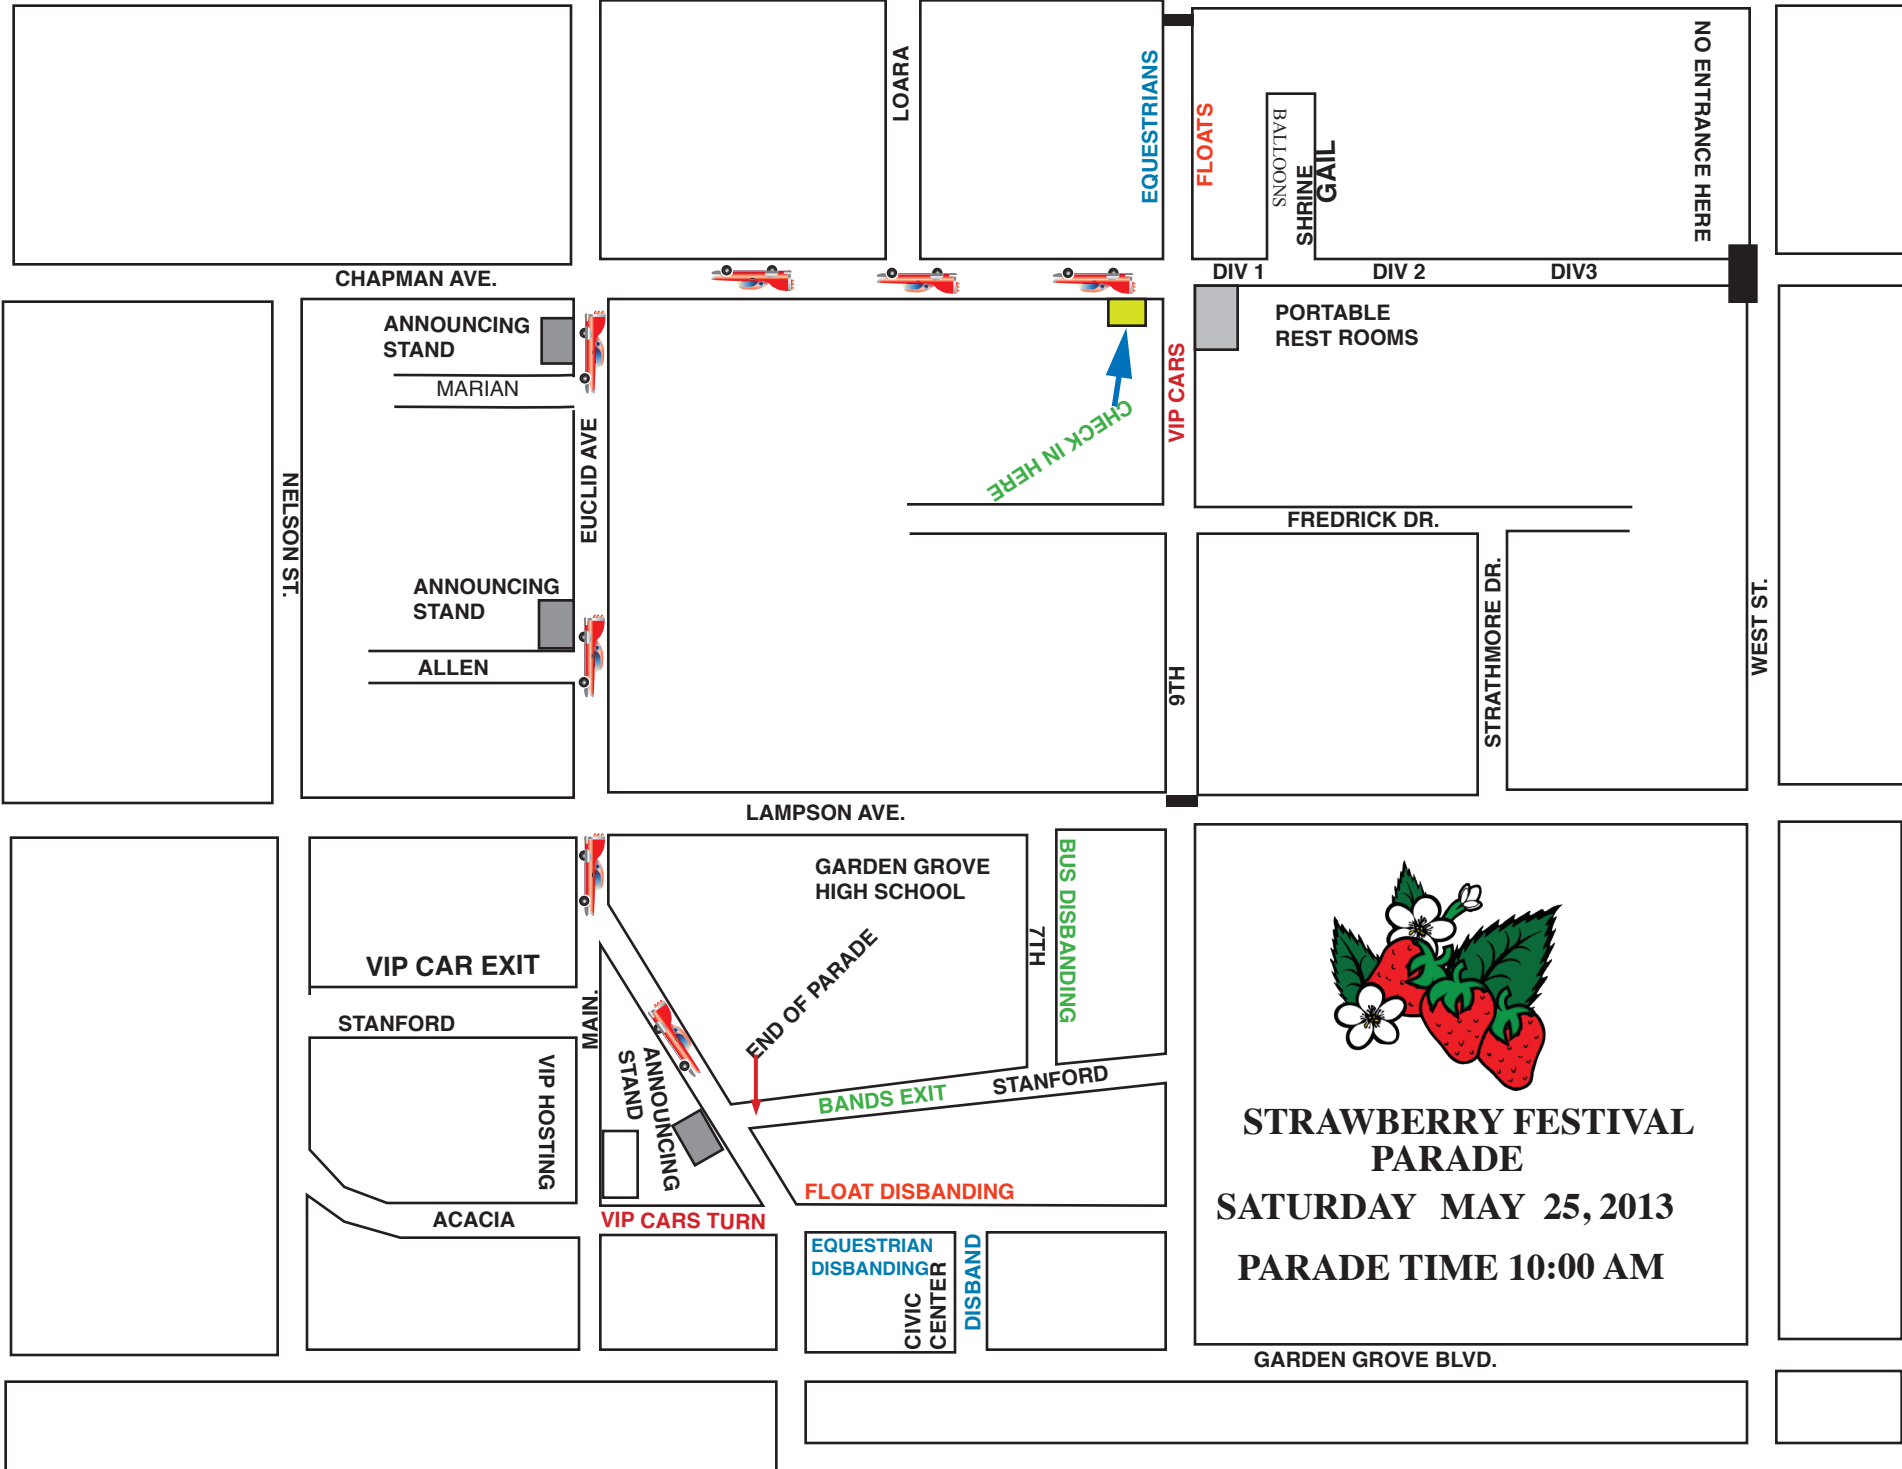 LOARA
EQUESTRIANS
FLOATS
BALLOONS
SHRINE
GAIL
NO ENTRANCE HERE
CHAPMAN AVE.
DIV 1
DIV 2
DIV3
ANNOUNCING
STAND
MARIAN
PORTABLE
REST ROOMS
VIP CARS
CHECK IN HERE
EUCLID AVE
NELSON ST.
FREDRICK DR.
ANNOUNCING
STAND
ALLEN
9TH
STRATHMORE DR.
WEST ST.
LAMPSON AVE.
GARDEN GROVE
HIGH SCHOOL
BUS DISBANDING
7TH
VIP CAR EXIT
END OF PARADE
MAIN.
STANFORD
VIP HOSTING
ANNOUNCING
STAND
BANDS EXIT
STANFORD
STRAWBERRY FESTIVAL
PARADE
SATURDAY MAY 25, 2013
PARADE TIME 10:00 AM
FLOAT DISBANDING
ACACIA
VIP CARS TURN
EQUESTRIAN
DISBANDING
CIVIC
CENTER
DISBAND
GARDEN GROVE BLVD.